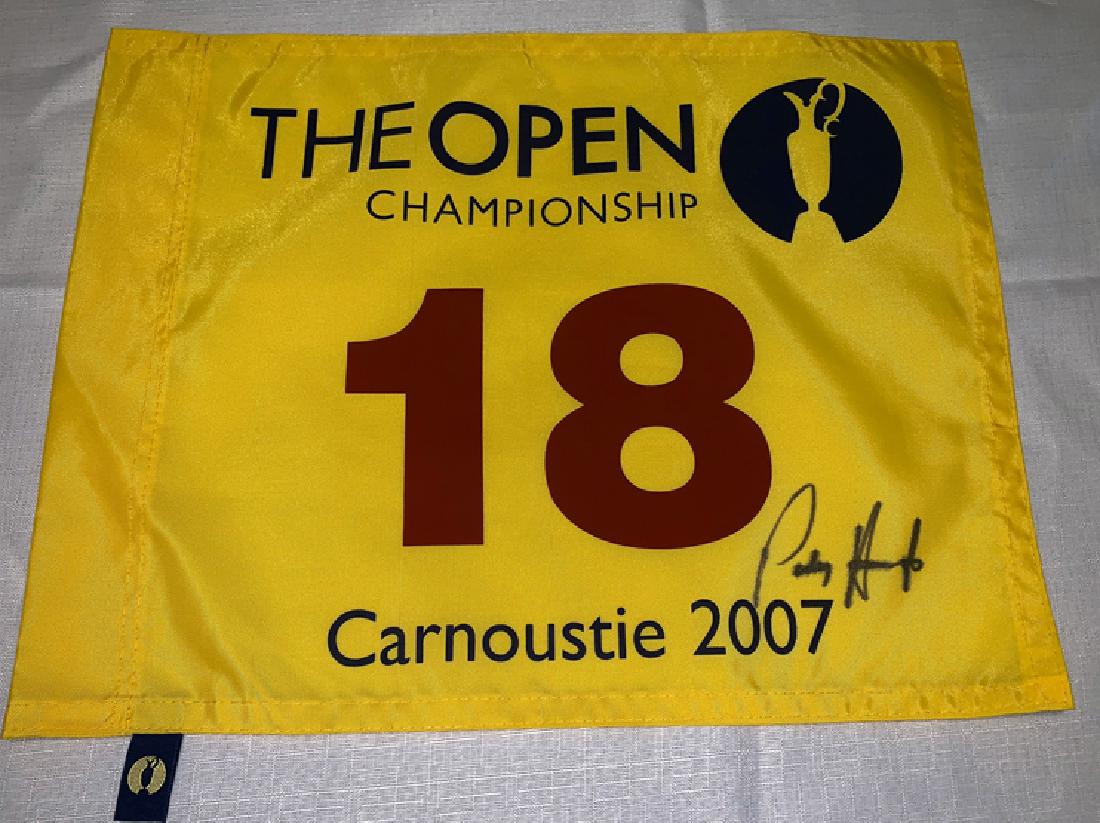 THE OPEN
CHAMPIONSHIP
18
Carnoustie 2007